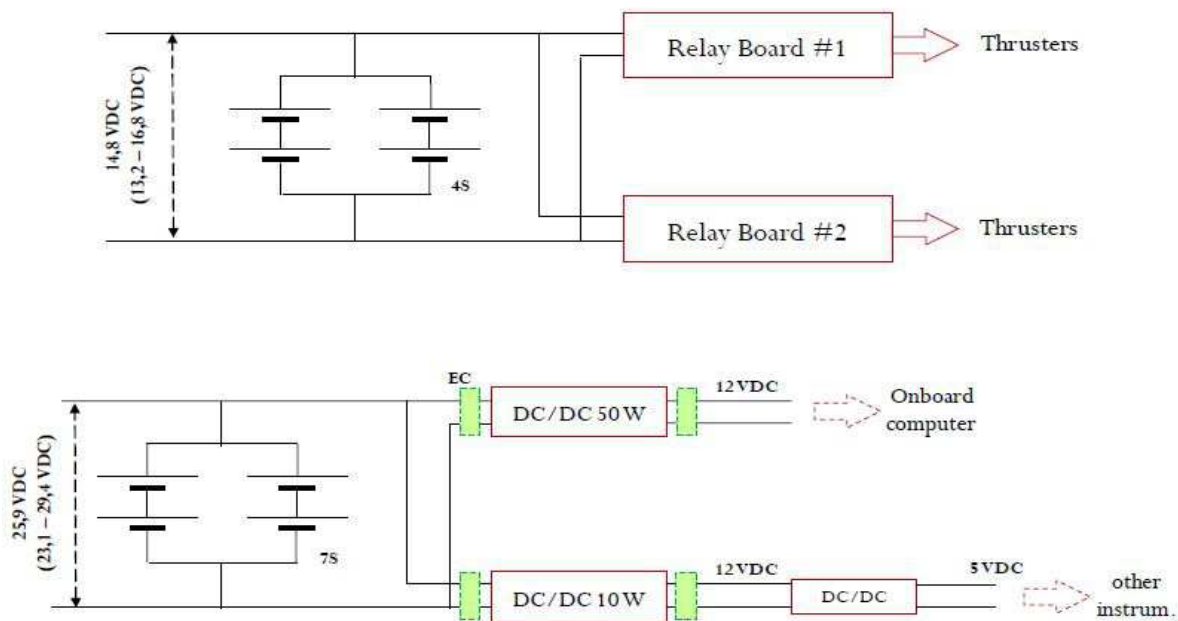 Relay Board #1
Thrusters
14,8 VDC
(13,2 – 16,8 VDC)
4S
Relay Board #2
Thrusters
EC
12 VDC
DC/DC 50 W
Onboard
computer
25,9 VDC
(23,1 – 29,4 VDC)
7S
12 VDC
5 VDC
DC/DC 10 W
DC/DC
other
instrum.